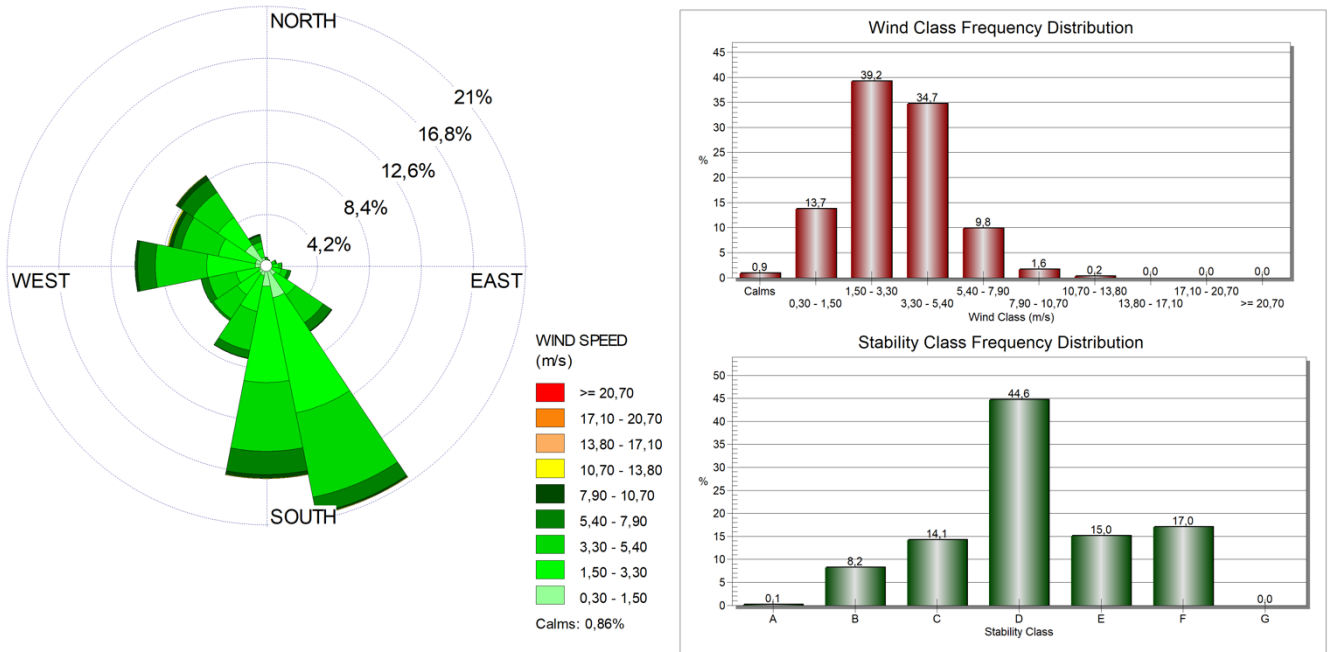 NORTH
21%
16,8%
12,6%
8,4%
4,2%
WEST
EAST
SOUTH
WIND SPEED
(m/s)
>= 20,70
17,10 - 20,70
13,80 - 17,10
10,70 - 13,80
7,90 - 10,70
5,40 - 7,90
3,30 - 5,40
1,50 - 3,30
0,30 - 1,50
Calms: 0,86%
Wind Class Frequency Distribution
45
40
35
30
25
20
15
10
5
0
%
0,9
13,7
39,2
34,7
9,8
1,6
0,2
0,0
0,0
0,0
Calms
0,30 - 1,50
1,50 - 3,30
3,30 - 5,40
5,40 - 7,90
7,90 - 10,70
10,70 - 13,80
13,80 - 17,10
17,10 - 20,70
>= 20,70
Wind Class (m/s)
Stability Class Frequency Distribution
50
45
40
35
30
25
20
15
10
5
0
%
0,1
8,2
14,1
44,6
15,0
17,0
0,0
A
B
C
D
E
F
G
Stability Class